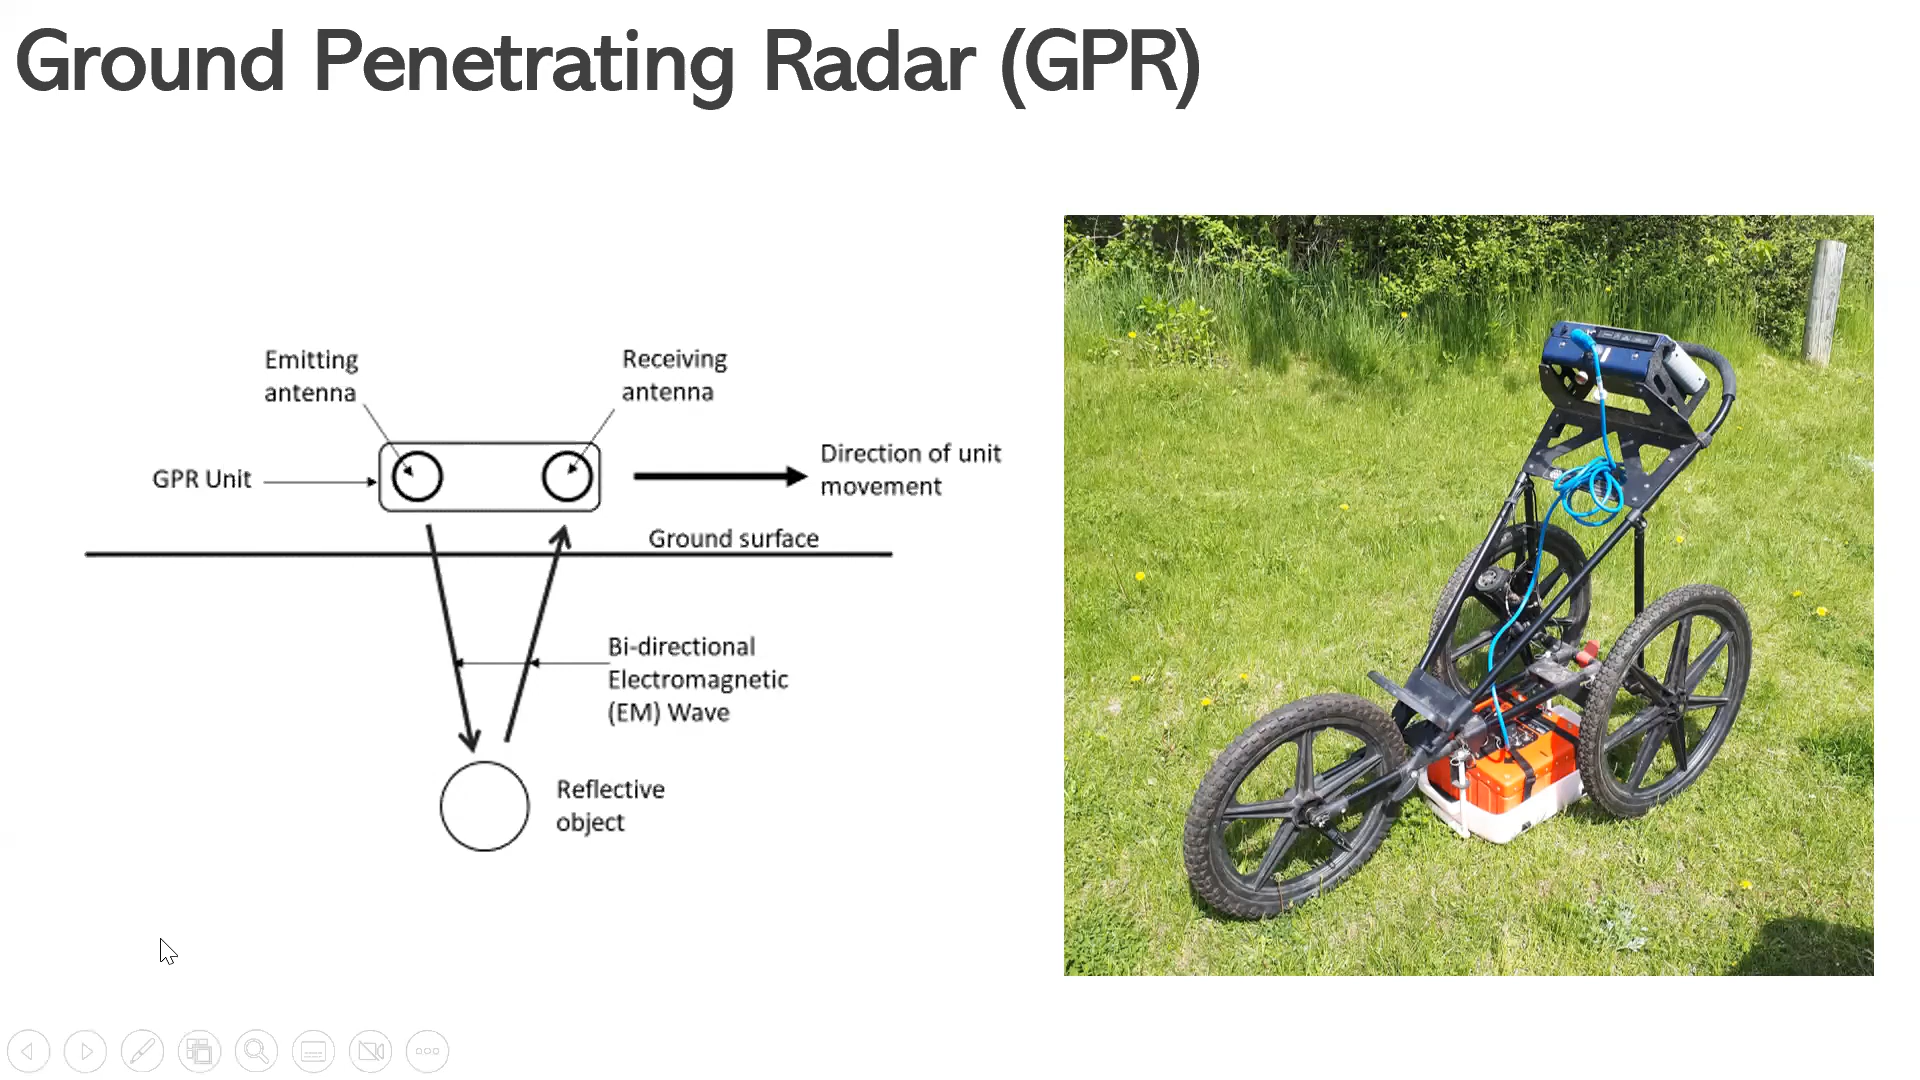 Ground Penetrating Radar (GPR)
Emitting
antenna
Receiving
antenna
GPR Unit
Direction of unit
movement
Ground surface
Bi-directional
Electromagnetic
(EM) Wave
Reflective
object